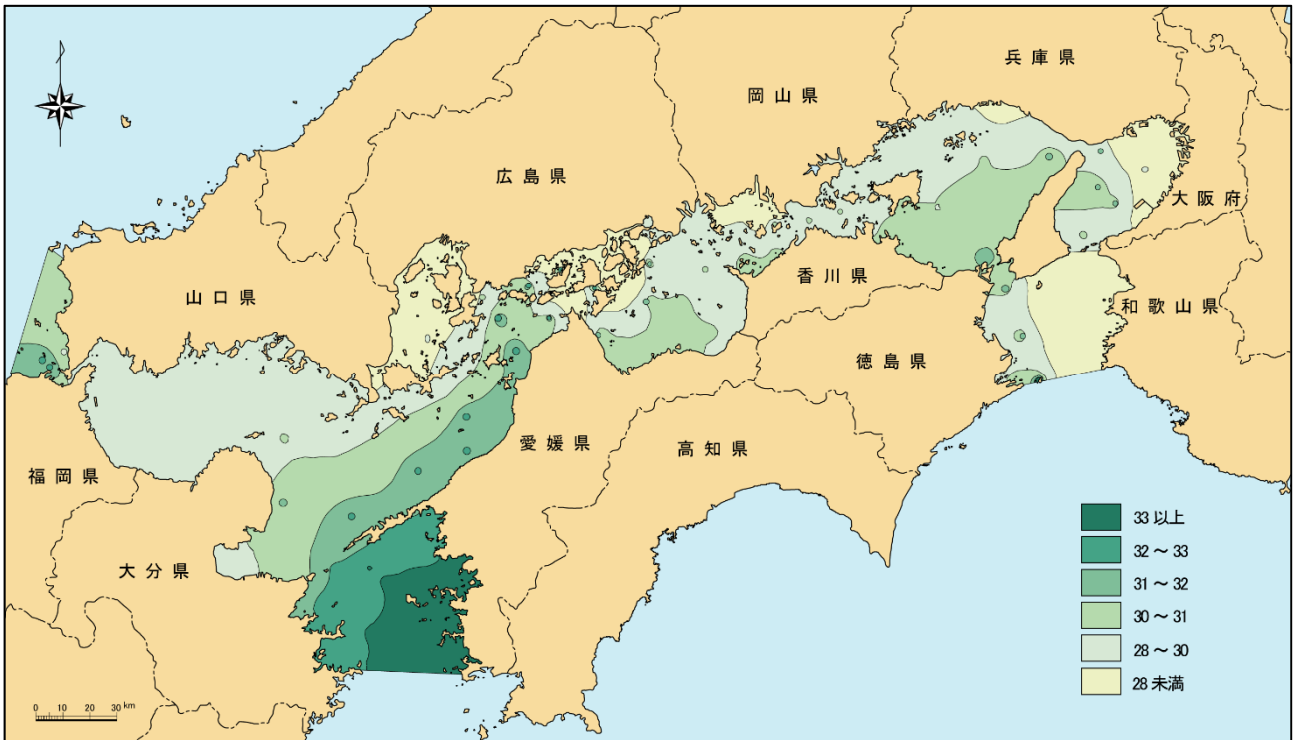 兵庫県
岡山県
広島県
大阪府
香川県
山口県
和歌山県
徳島県
愛媛県
高知県
福岡県
大分県
33 以上
32 ～ 33
31 ～ 32
30 ～ 31
28 ～ 30
28 未満
0 10 20 30 km